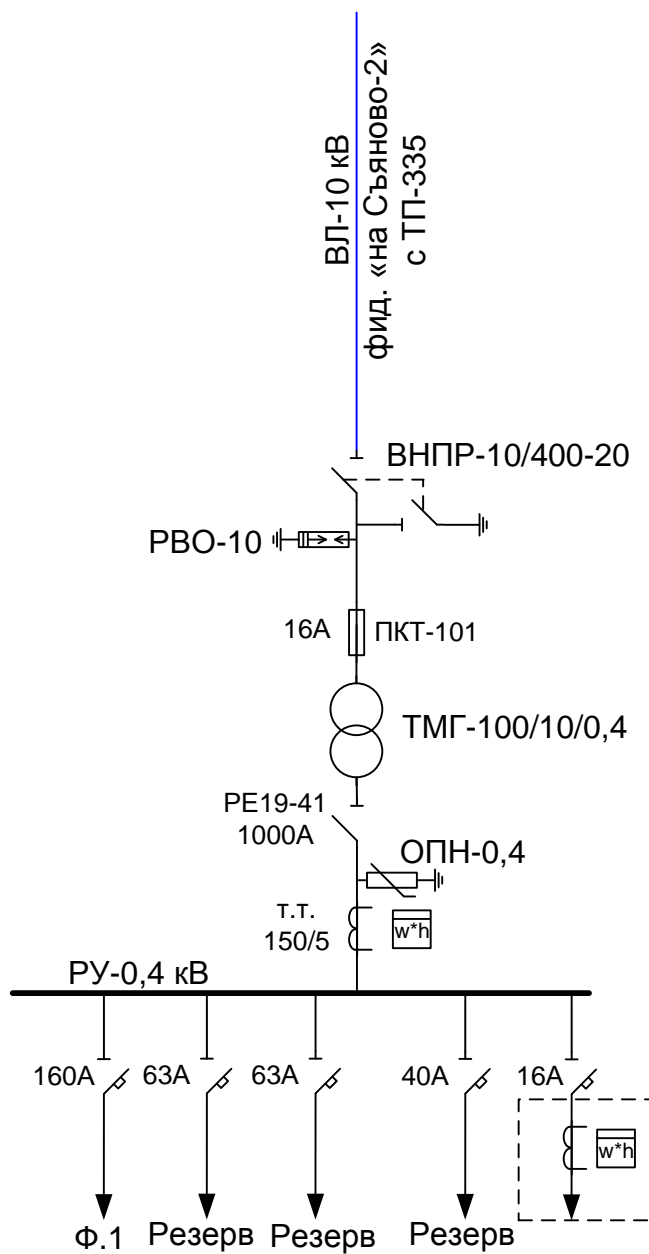 ВЛ-10 кВ
фид. «на Съяново-2»
с ТП-335
ВНПР-10/400-20
РВО-10
16А
ПКТ-101
ТМГ-100/10/0,4
РЕ19-41
1000А
ОПН-0,4
т.т.
150/5
w*h
РУ-0,4 кВ
160А
63А
63А
40А
16А
w*h
Ф.1
Резерв
Резерв
Резерв